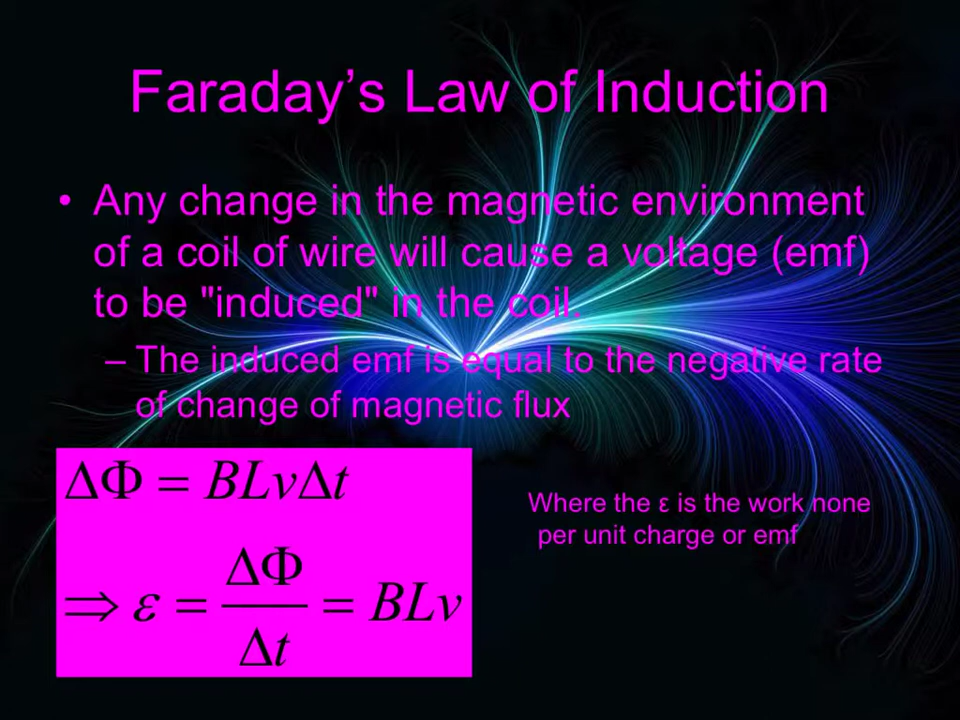 Faraday’s Law of Induction
• Any change in the magnetic environment
of a coil of wire will cause a voltage (emf)
to be "induced" in the coil.
– The induced emf is equal to the negative rate
of change of magnetic flux
ΔΦ = BLvΔt
⇒ ε = ΔΦ/Δt = BLv
Where the ε is the work none
per unit charge or emf